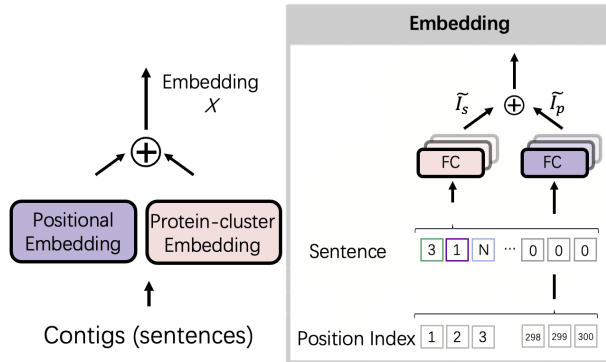 Embedding
X
Positional
Embedding
Protein-cluster
Embedding
Contigs (sentences)
Embedding
Ĩs
Ĩp
FC
FC
Sentence
3 1 N ... 0 0 0
Position Index
1 2 3 298 299 300